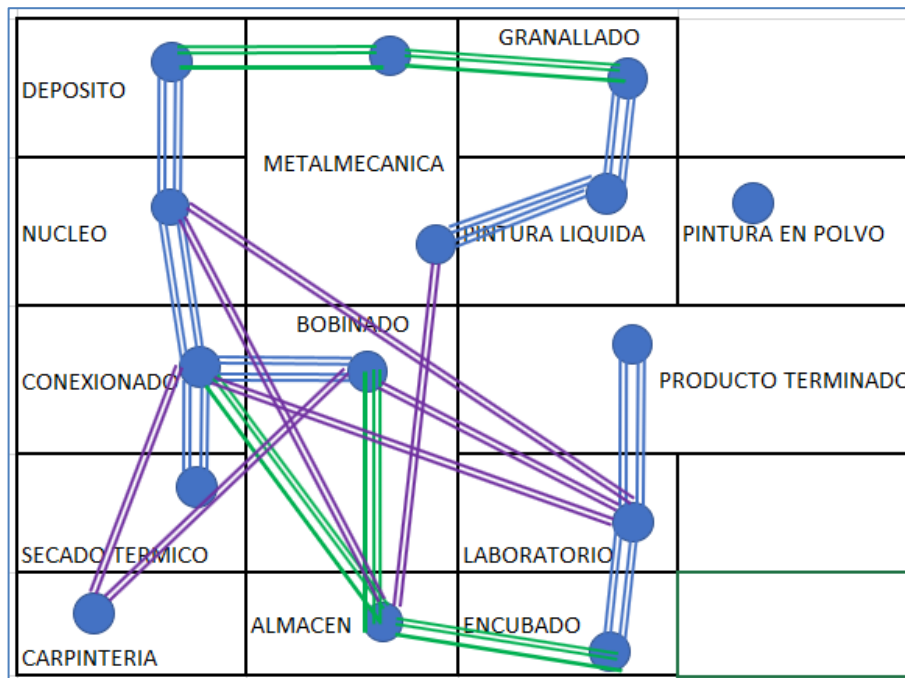 GRANALLADO
DEPOSITO
METALMECANICA
NUCLEO
PINTURA LIQUIDA
PINTURA EN POLVO
BOBINADO
CONEXIONADO
PRODUCTO TERMINADO
SECADO TERMICO
LABORATORIO
ALMACEN
ENCUBADO
CARPINTERIA